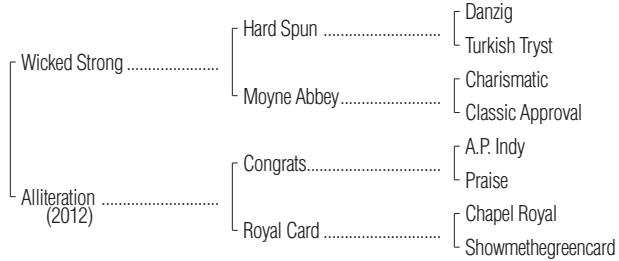 Danzig
Hard Spun ..............................
Turkish Tryst
Wicked Strong .......................
Charismatic
Moyne Abbey.........................
Classic Approval
A.P. Indy
Congrats..................................
Praise
Alliteration .............................
(2012)
Chapel Royal
Royal Card ..............................
Showmethegreencard